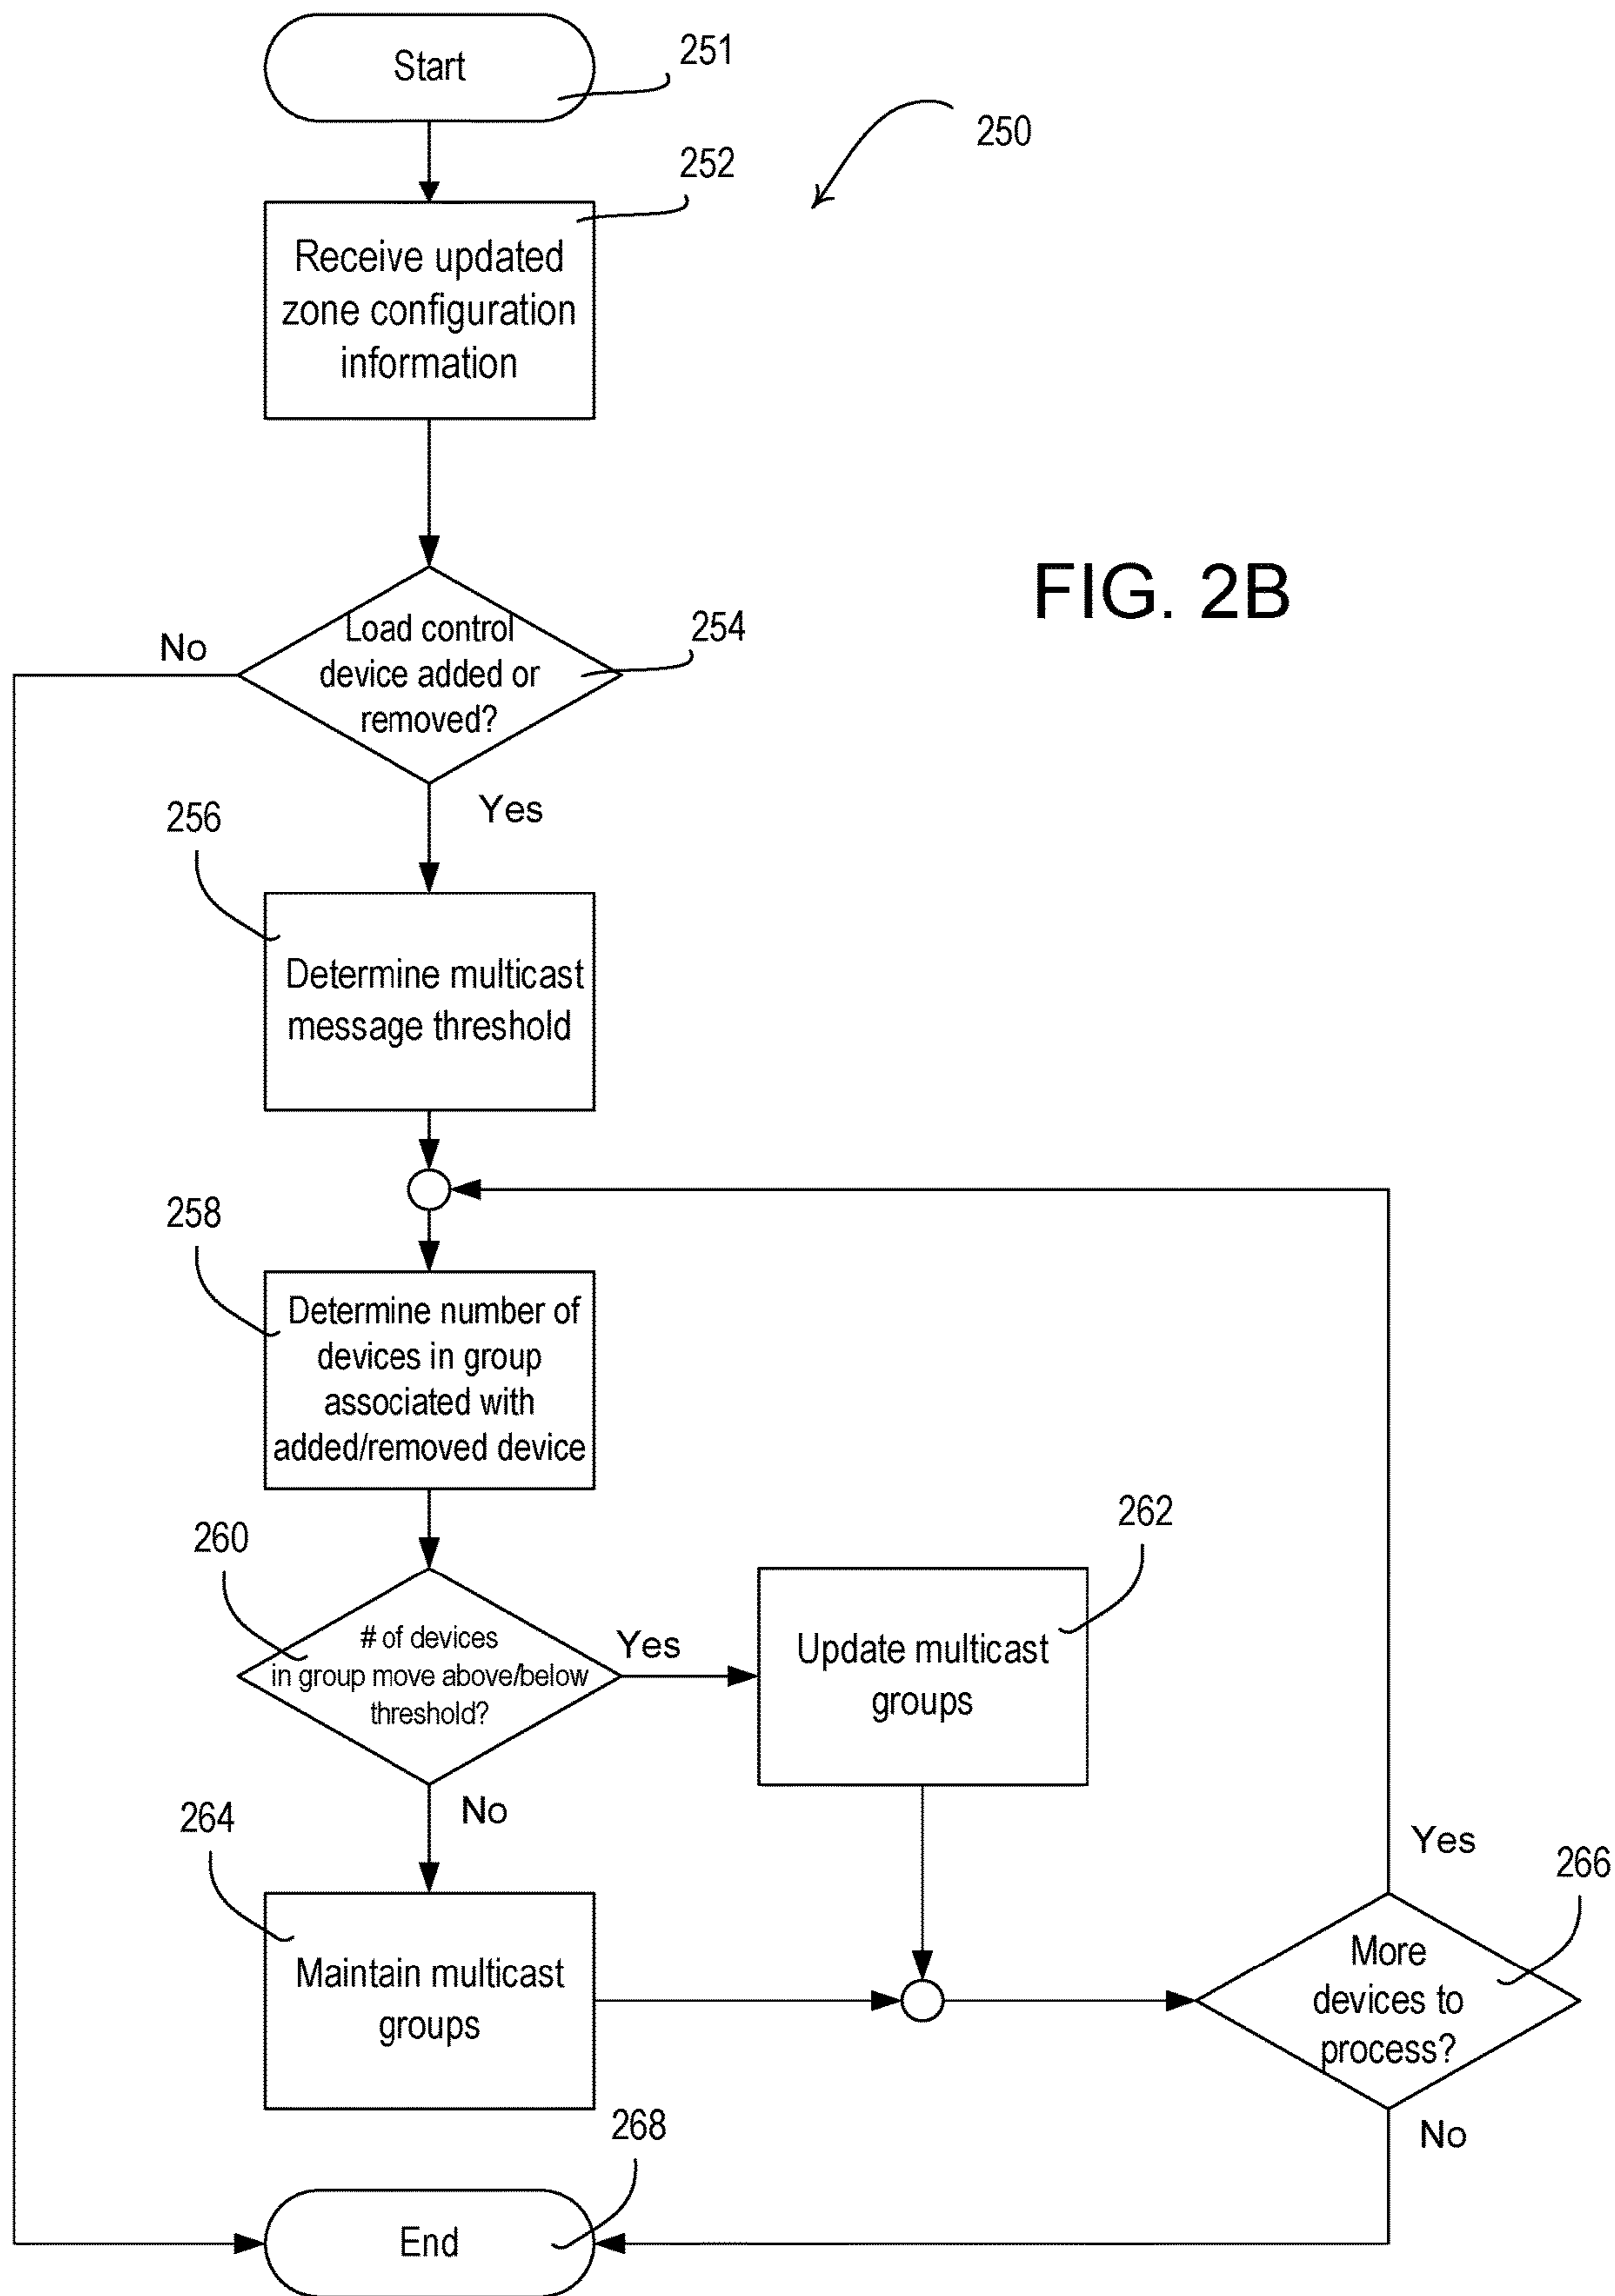 Start
251
250
252
Receive updated
zone configuration
information
FIG. 2B
Load control
device added or
removed?
254
No
Yes
256
Determine multicast
message threshold
258
Determine number of
devices in group
associated with
added/removed device
260
# of devices
in group move above/below
threshold?
Yes
262
Update multicast
groups
No
264
Maintain multicast
groups
Yes
266
More
devices to
process?
No
268
End